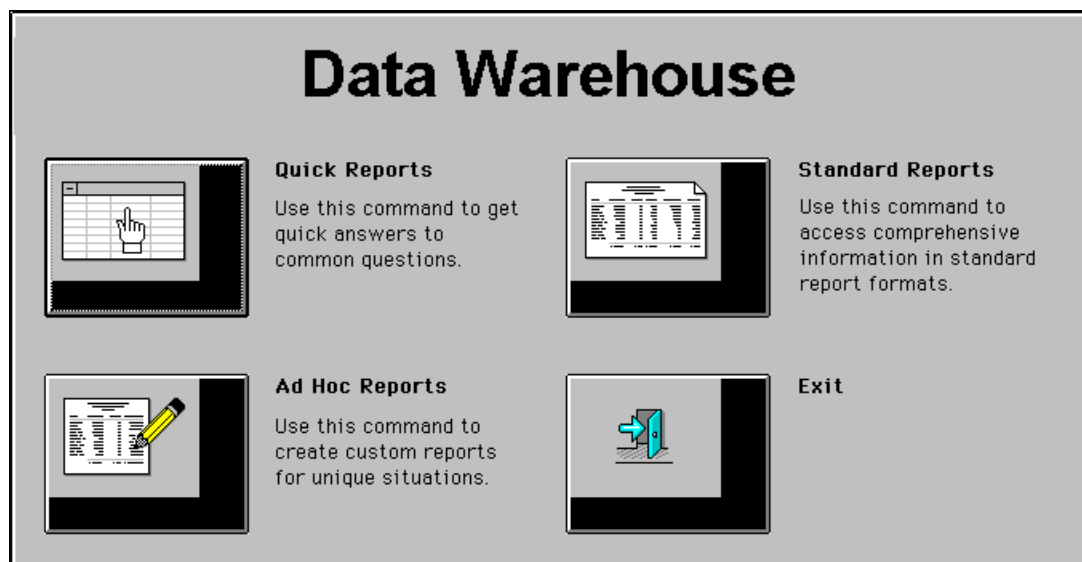 Data Warehouse
Quick Reports
Use this command to get
quick answers to
common questions.
Standard Reports
Use this command to
access comprehensive
information in standard
report formats.
Ad Hoc Reports
Use this command to
create custom reports
for unique situations.
Exit